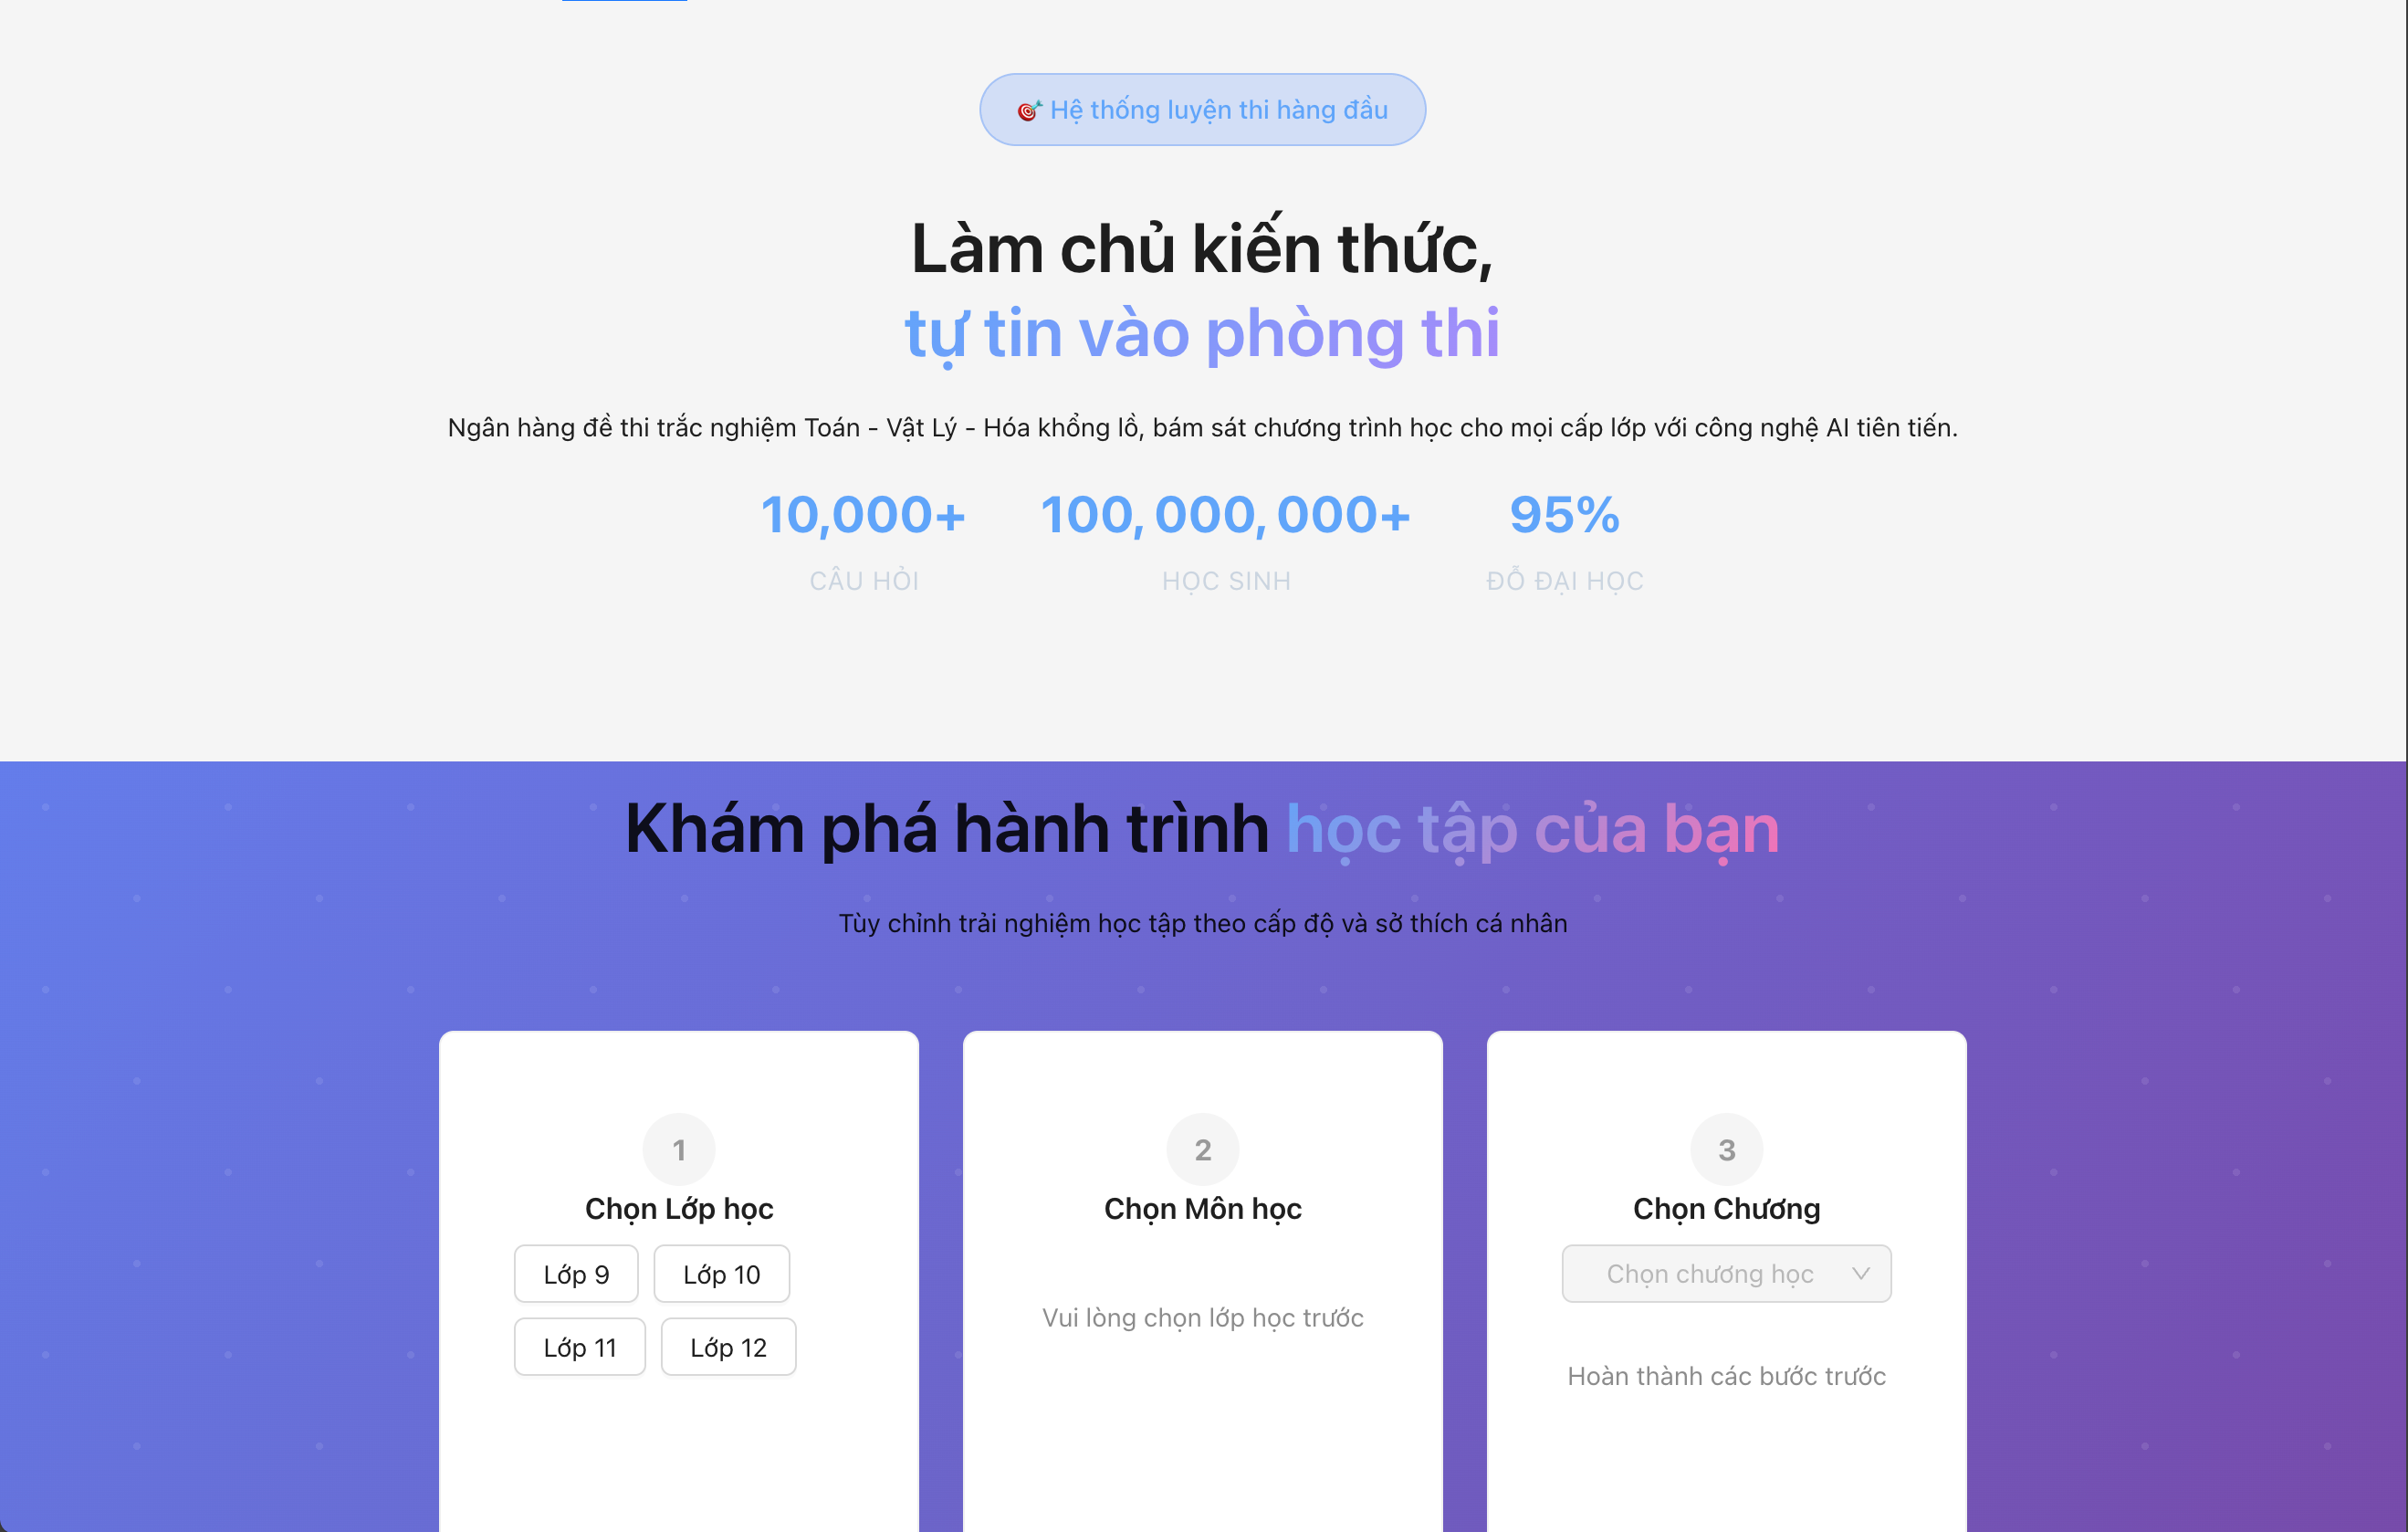 🎯 Hệ thống luyện thi hàng đầu
Làm chủ kiến thức,
tự tin vào phòng thi
Ngân hàng đề thi trắc nghiệm Toán - Vật Lý - Hóa khổng lồ, bám sát chương trình học cho mọi cấp lớp với công nghệ AI tiên tiến.
10,000+ 100,000,000+ 95%
CÂU HỎI HỌC SINH ĐỖ ĐẠI HỌC
Khám phá hành trình học tập của bạn
Tùy chỉnh trải nghiệm học tập theo cấp độ và sở thích cá nhân
1
Chọn Lớp học
Lớp 9 Lớp 10
Lớp 11 Lớp 12
2
Chọn Môn học
Vui lòng chọn lớp học trước
3
Chọn Chương
Chọn chương học
Hoàn thành các bước trước